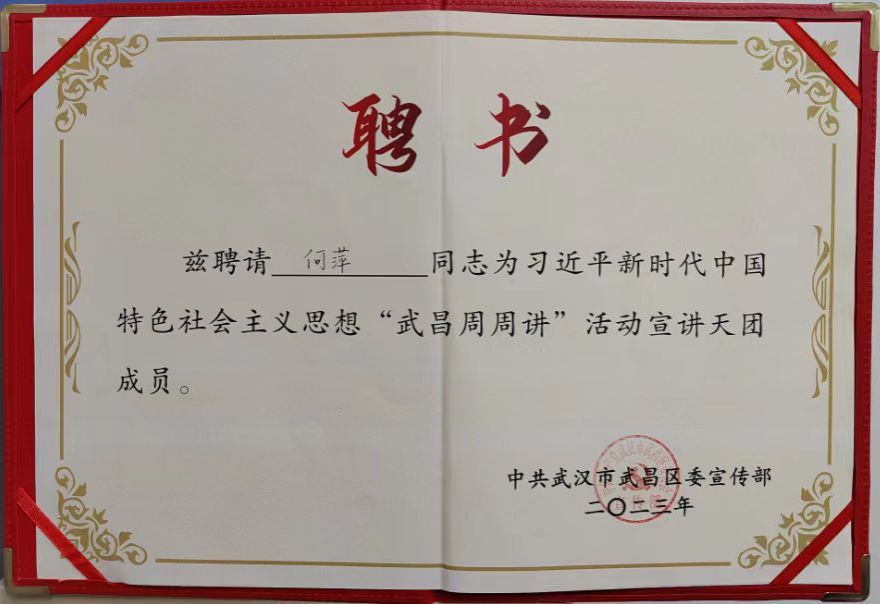 聘书
兹聘请 何萍 同志为习近平新时代中国
特色社会主义思想“武昌周周讲”活动宣讲天团
成员。
中共武汉市武昌区委宣传部
二〇二三年